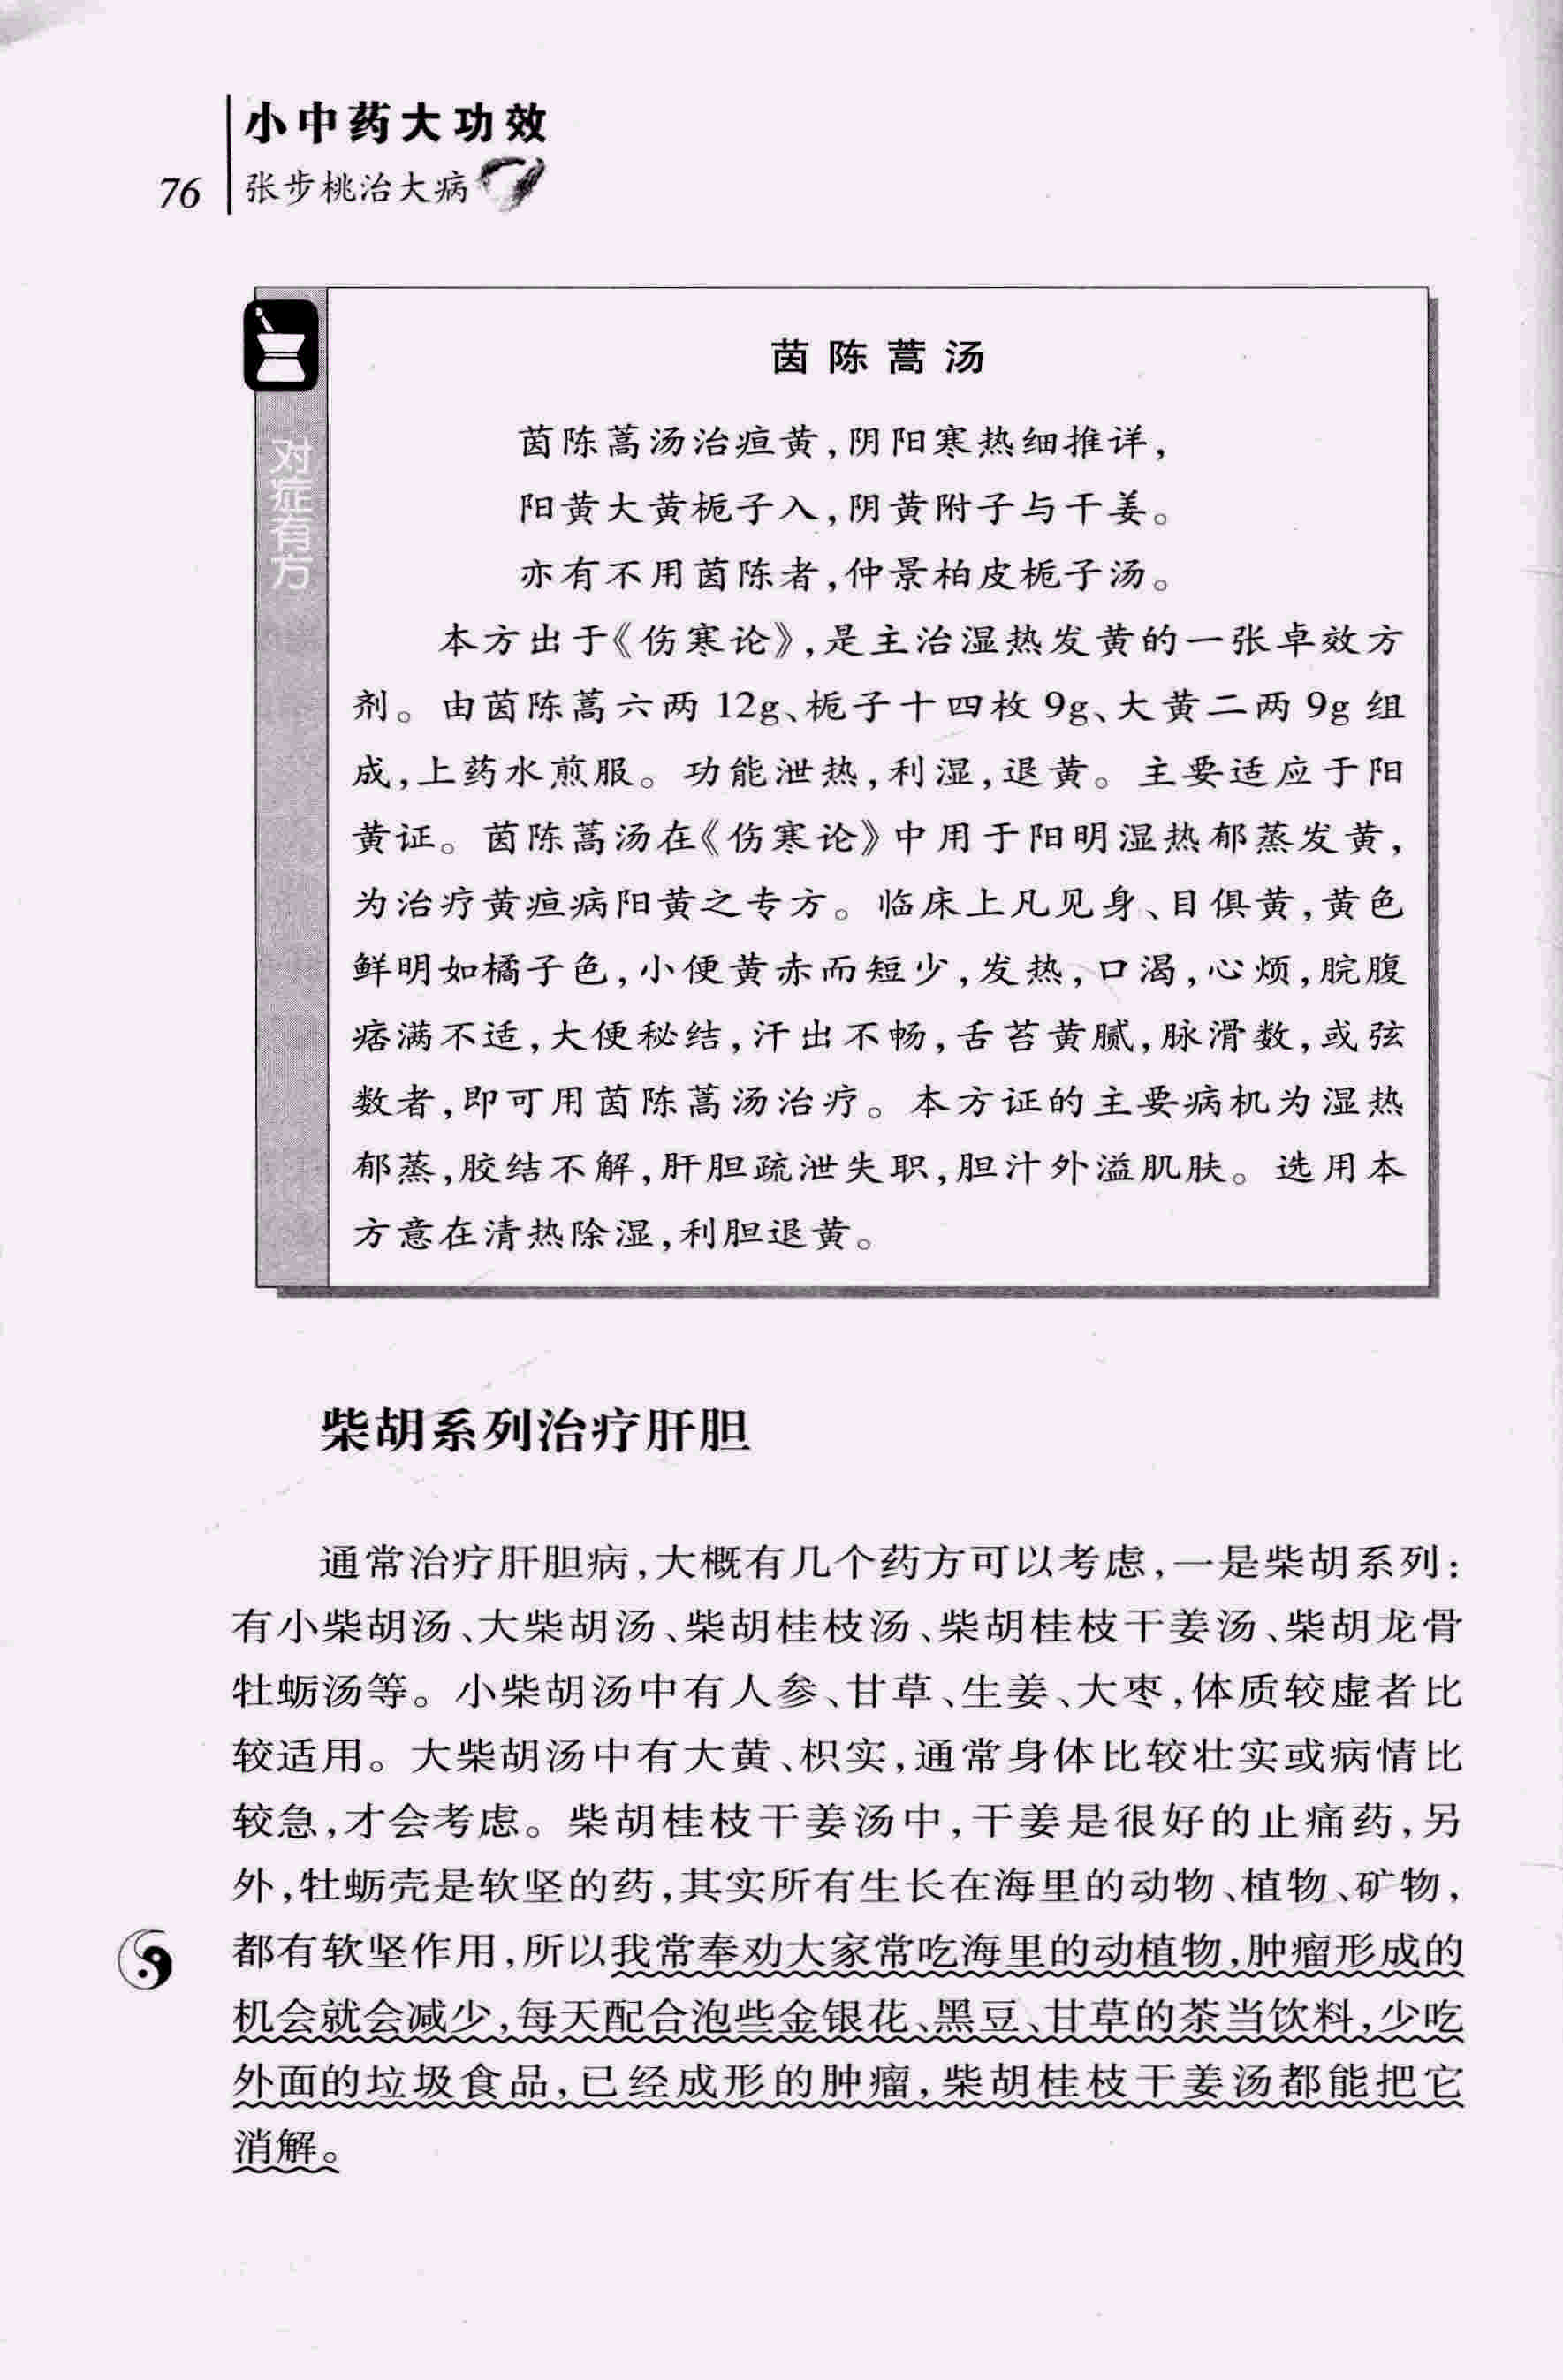 小中药大功效
76
张步桃治大病
对症有方
茵陈蒿汤
茵陈蒿汤治疸黄,阴阳寒热细推详,
阳黄大黄栀子入,阴黄附子与干姜。
亦有不用茵陈者,仲景柏皮栀子汤。
本方出于《伤寒论》,是主治湿热发黄的一张卓效方
剂。由茵陈蒿六两 12g、栀子十四枚 9g、大黄二两 9g 组
成,上药水煎服。功能泄热,利湿,退黄。主要适应于阳
黄证。茵陈蒿汤在《伤寒论》中用于阳明湿热郁蒸发黄,
为治疗黄疸病阳黄之专方。临床上凡见身、目俱黄,黄色
鲜明如橘子色,小便黄赤而短少,发热,口渴,心烦,脘腹
痞满不适,大便秘结,汗出不畅,舌苔黄腻,脉滑数,或弦
数者,即可用茵陈蒿汤治疗。本方证的主要病机为湿热
郁蒸,胶结不解,肝胆疏泄失职,胆汁外溢肌肤。选用本
方意在清热除湿,利胆退黄。
柴胡系列治疗肝胆
通常治疗肝胆病,大概有几个药方可以考虑,一是柴胡系列:
有小柴胡汤、大柴胡汤、柴胡桂枝汤、柴胡桂枝干姜汤、柴胡龙骨
牡蛎汤等。小柴胡汤中有人参、甘草、生姜、大枣,体质较虚者比
较适用。大柴胡汤中有大黄、枳实,通常身体比较壮实或病情比
较急,才会考虑。柴胡桂枝干姜汤中,干姜是很好的止痛药,另
外,牡蛎壳是软坚的药,其实所有生长在海里的动物、植物、矿物,
都有软坚作用,所以我常奉劝大家常吃海里的动植物,肿瘤形成的
机会就会减少,每天配合泡些金银花、黑豆、甘草的茶当饮料,少吃
外面的垃圾食品,已经成形的肿瘤,柴胡桂枝干姜汤都能把它
消解。